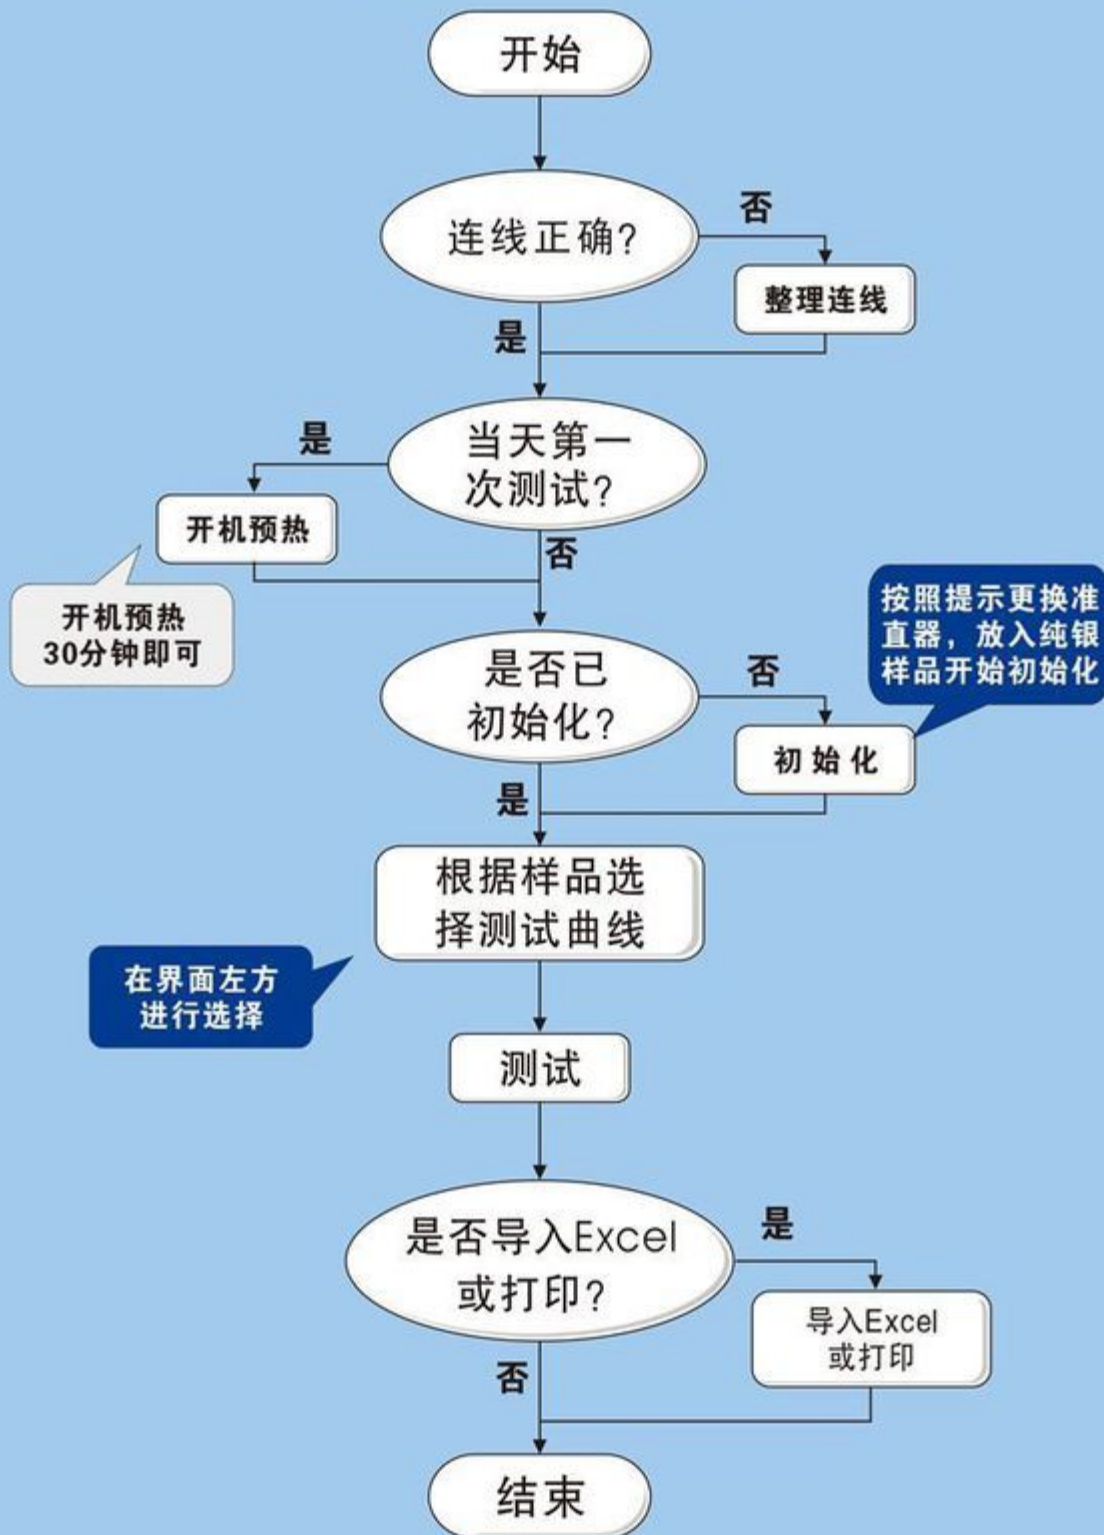 开始
连线正确?
否
整理连线
是
当天第一
次测试?
是
开机预热
开机预热
30分钟即可
否
是否已
初始化?
否
初始化
按照提示更换准
直器，放入纯银
样品开始初始化
是
根据样品选
择测试曲线
在界面左方
进行选择
测试
是否导入Excel
或打印?
是
导入Excel
或打印
否
结束